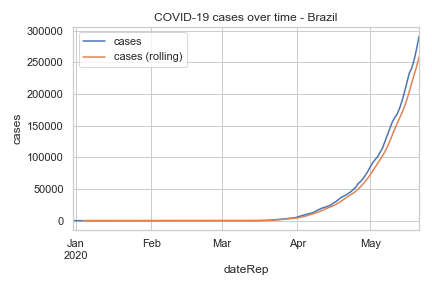 COVID-19 cases over time - Brazil
cases
cases (rolling)
300000
250000
200000
150000
100000
50000
0
cases
Jan
2020
Feb
Mar
Apr
May
dateRep